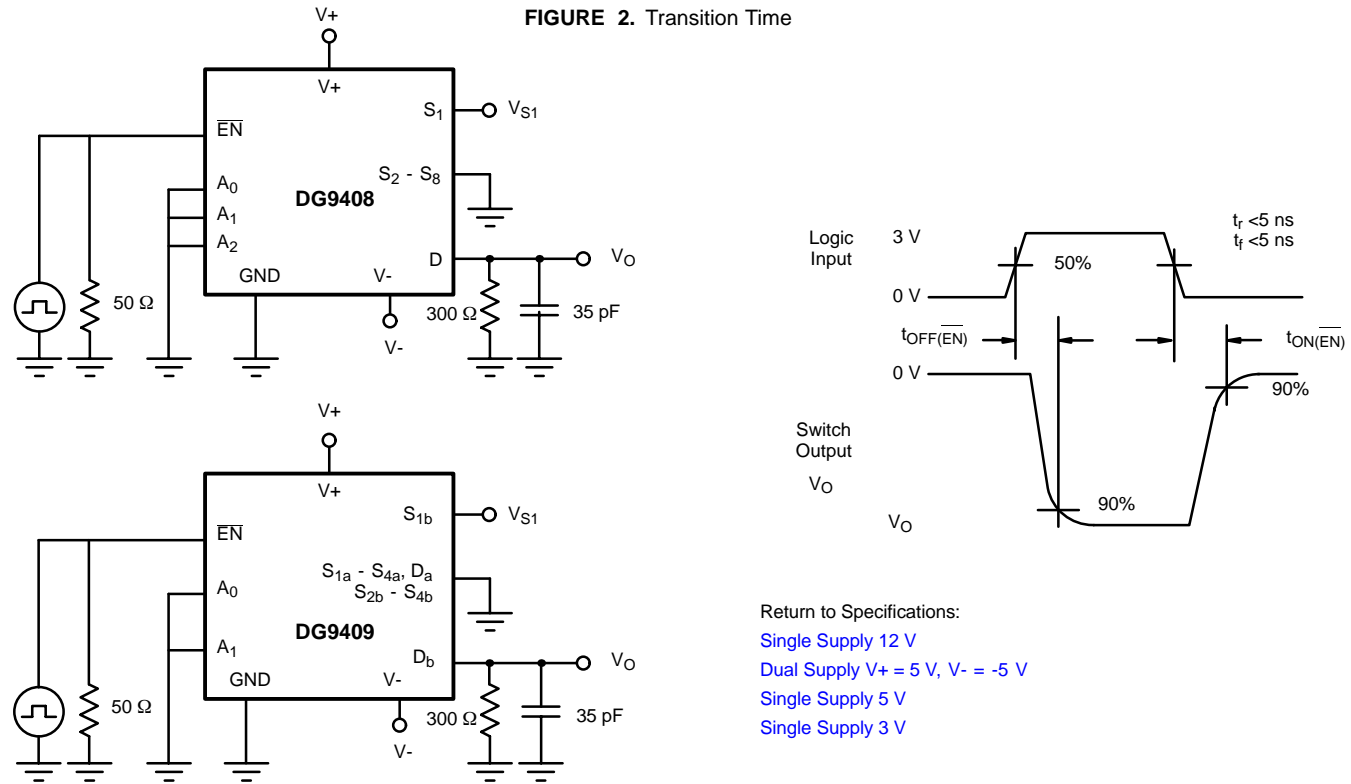 FIGURE 2. Transition Time
V+
V+
S1
VS1
EN
S2 - S8
A0
DG9408
A1
A2
D
VO
GND
V-
50 Ω
300 Ω
35 pF
V-
V+
V+
S1b
VS1
EN
S1a - S4a, Da
S2b - S4b
A0
DG9409
A1
Db
VO
GND
V-
50 Ω
300 Ω
35 pF
V-
Logic
Input
3 V
tr <5 ns
tf <5 ns
50%
0 V
tOFF(EN)
tON(EN)
0 V
90%
Switch
Output
VO
90%
VO
Return to Specifications:
Single Supply 12 V
Dual Supply V+ = 5 V, V- = -5 V
Single Supply 5 V
Single Supply 3 V